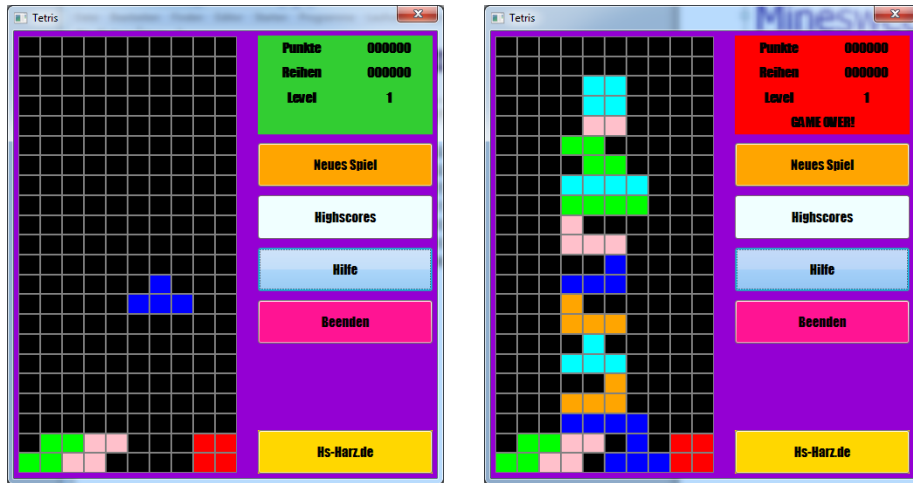 Tetris
Punkte 000000
Reihen 000000
Level 1
Neues Spiel
Highscores
Hilfe
Beenden
Hs-Harz.de
Tetris
Punkte 000000
Reihen 000000
Level 1
GAME OVER!
Neues Spiel
Highscores
Hilfe
Beenden
Hs-Harz.de